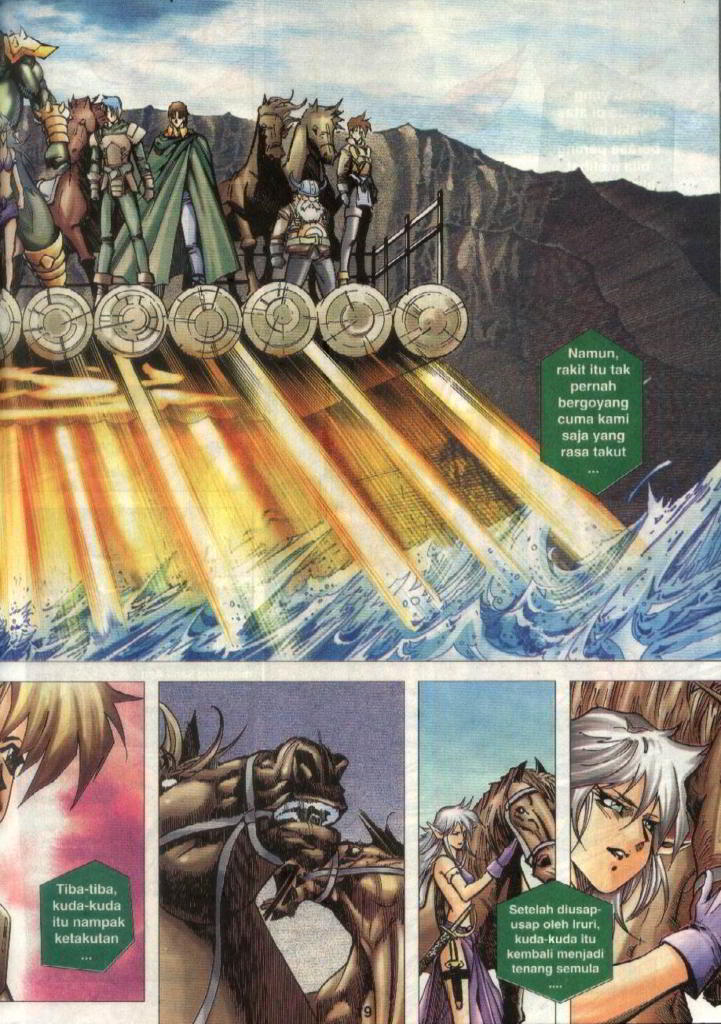 Namun,
rakit itu tak
pernah
bergoyang
cuma kami
saja yang
rasa takut
...
Tiba-tiba,
kuda-kuda
itu nampak
ketakutan
...
Setelah diusap-
usap oleh Iruri,
kuda-kuda itu
kembali menjadi
tenang semula
....
9